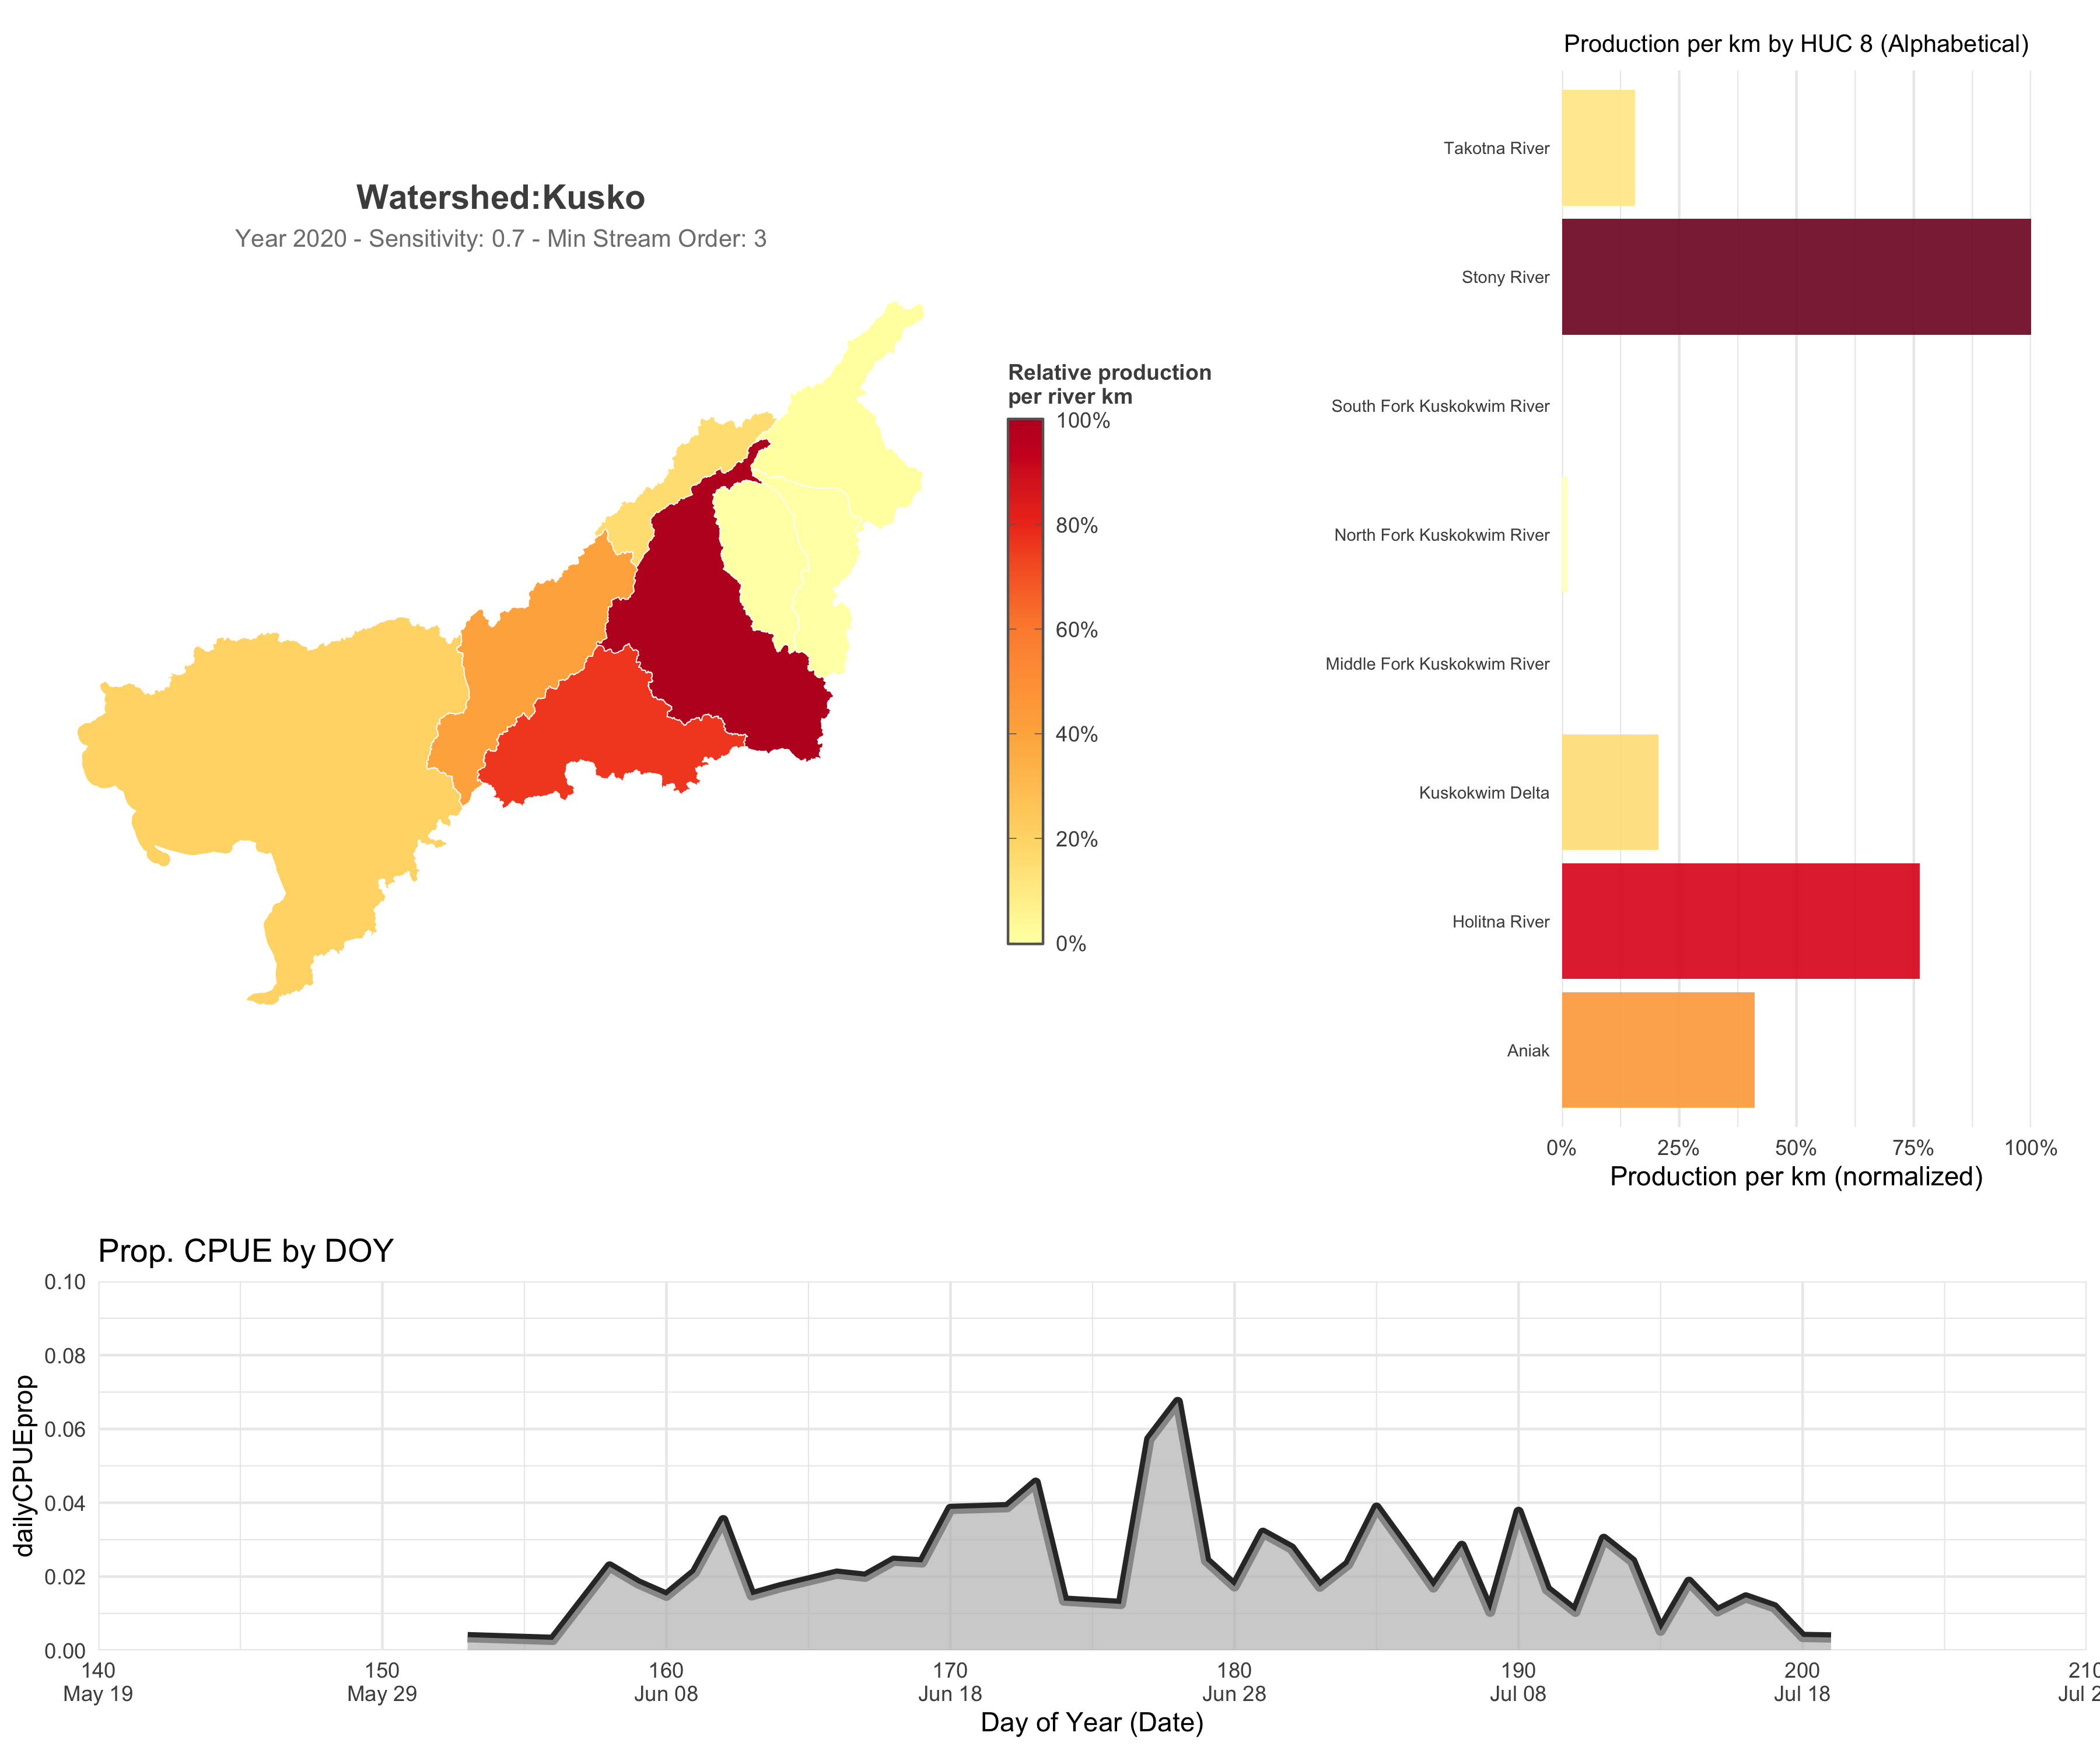 Production per km by HUC 8 (Alphabetical)
Takotna River
Stony River
South Fork Kuskokwim River
North Fork Kuskokwim River
Middle Fork Kuskokwim River
Kuskokwim Delta
Holitna River
Aniak
0% 25% 50% 75% 100%
Production per km (normalized)
Watershed:Kusko
Year 2020 - Sensitivity: 0.7 - Min Stream Order: 3
Relative production
per river km
100%
80%
60%
40%
20%
0%
Prop. CPUE by DOY
dailyCPUEprop
0.10
0.08
0.06
0.04
0.02
0.00
140 150 160 170 180 190 200 210
May 19 May 29 Jun 08 Jun 18 Jun 28 Jul 08 Jul 18 Jul 2
Day of Year (Date)